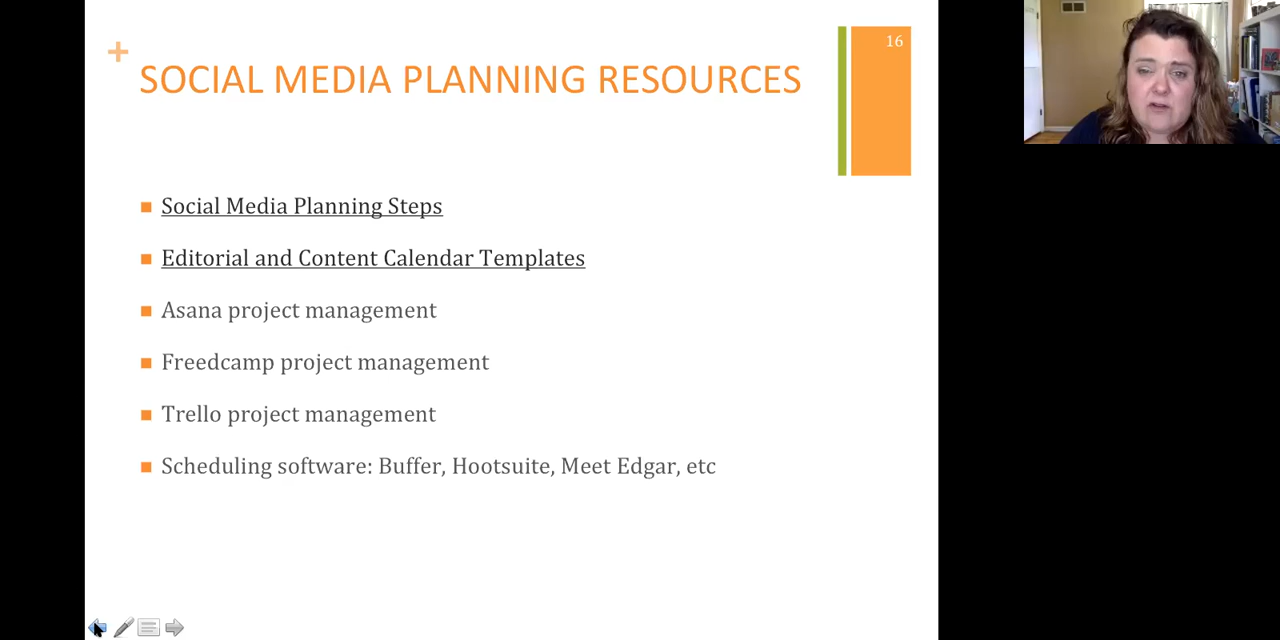 16
+
SOCIAL MEDIA PLANNING RESOURCES
Social Media Planning Steps
Editorial and Content Calendar Templates
Asana project management
Freedcamp project management
Trello project management
Scheduling software: Buffer, Hootsuite, Meet Edgar, etc